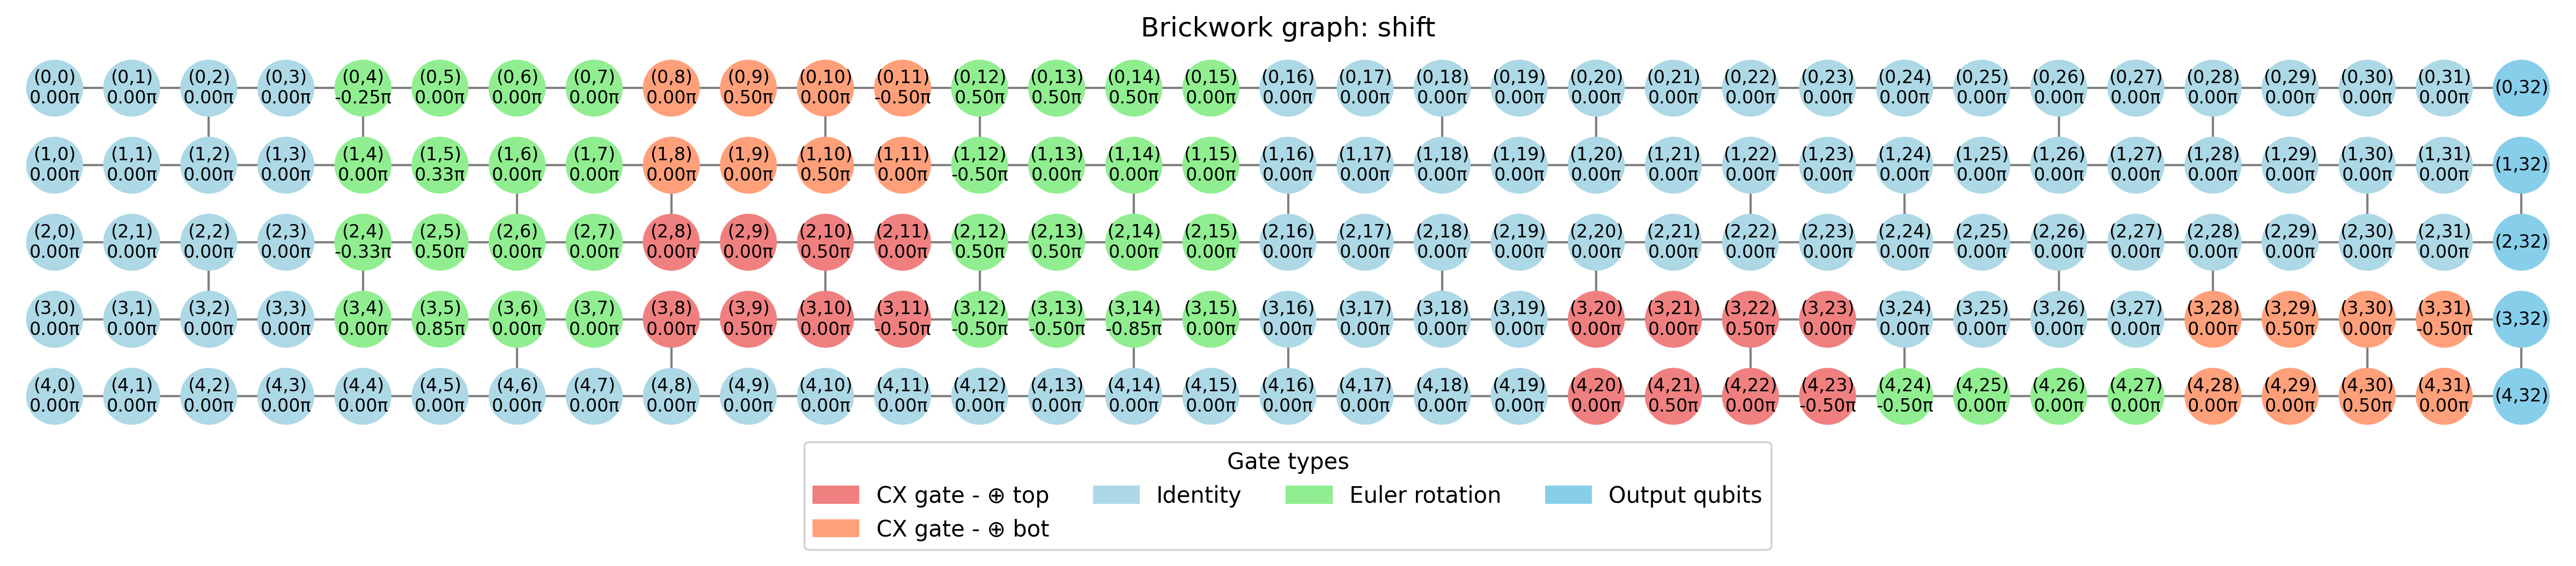 Brickwork graph: shift
(0,0) (0,1) (0,2) (0,3) (0,4) (0,5) (0,6) (0,7) (0,8) (0,9) (0,10) (0,11) (0,12) (0,13) (0,14) (0,15) (0,16) (0,17) (0,18) (0,19) (0,20) (0,21) (0,22) (0,23) (0,24) (0,25) (0,26) (0,27) (0,28) (0,29) (0,30) (0,31) (0,32)
0.00π 0.00π 0.00π 0.00π -0.25π 0.00π 0.00π 0.00π 0.00π 0.50π 0.00π -0.50π 0.50π 0.50π 0.50π 0.00π 0.00π 0.00π 0.00π 0.00π 0.00π 0.00π 0.00π 0.00π 0.00π 0.00π 0.00π 0.00π 0.00π 0.00π 0.00π 0.00π
(1,0) (1,1) (1,2) (1,3) (1,4) (1,5) (1,6) (1,7) (1,8) (1,9) (1,10) (1,11) (1,12) (1,13) (1,14) (1,15) (1,16) (1,17) (1,18) (1,19) (1,20) (1,21) (1,22) (1,23) (1,24) (1,25) (1,26) (1,27) (1,28) (1,29) (1,30) (1,31) (1,32)
0.00π 0.00π 0.00π 0.00π 0.00π 0.33π 0.00π 0.00π 0.00π 0.00π 0.50π 0.00π -0.50π 0.00π 0.00π 0.00π 0.00π 0.00π 0.00π 0.00π 0.00π 0.00π 0.00π 0.00π 0.00π 0.00π 0.00π 0.00π 0.00π 0.00π 0.00π 0.00π
(2,0) (2,1) (2,2) (2,3) (2,4) (2,5) (2,6) (2,7) (2,8) (2,9) (2,10) (2,11) (2,12) (2,13) (2,14) (2,15) (2,16) (2,17) (2,18) (2,19) (2,20) (2,21) (2,22) (2,23) (2,24) (2,25) (2,26) (2,27) (2,28) (2,29) (2,30) (2,31) (2,32)
0.00π 0.00π 0.00π 0.00π -0.33π 0.50π 0.00π 0.00π 0.00π 0.00π 0.50π 0.00π 0.50π 0.50π 0.00π 0.00π 0.00π 0.00π 0.00π 0.00π 0.00π 0.00π 0.00π 0.00π 0.00π 0.00π 0.00π 0.00π 0.00π 0.00π 0.00π 0.00π
(3,0) (3,1) (3,2) (3,3) (3,4) (3,5) (3,6) (3,7) (3,8) (3,9) (3,10) (3,11) (3,12) (3,13) (3,14) (3,15) (3,16) (3,17) (3,18) (3,19) (3,20) (3,21) (3,22) (3,23) (3,24) (3,25) (3,26) (3,27) (3,28) (3,29) (3,30) (3,31) (3,32)
0.00π 0.00π 0.00π 0.00π 0.00π 0.85π 0.00π 0.00π 0.00π 0.50π 0.00π -0.50π -0.50π -0.50π -0.85π 0.00π 0.00π 0.00π 0.00π 0.00π 0.00π 0.00π 0.50π 0.00π 0.00π 0.00π 0.00π 0.00π 0.00π 0.50π 0.00π -0.50π
(4,0) (4,1) (4,2) (4,3) (4,4) (4,5) (4,6) (4,7) (4,8) (4,9) (4,10) (4,11) (4,12) (4,13) (4,14) (4,15) (4,16) (4,17) (4,18) (4,19) (4,20) (4,21) (4,22) (4,23) (4,24) (4,25) (4,26) (4,27) (4,28) (4,29) (4,30) (4,31) (4,32)
0.00π 0.00π 0.00π 0.00π 0.00π 0.00π 0.00π 0.00π 0.00π 0.00π 0.00π 0.00π 0.00π 0.00π 0.00π 0.00π 0.00π 0.00π 0.00π 0.00π 0.00π 0.50π 0.00π -0.50π -0.50π 0.00π 0.00π 0.00π 0.00π 0.00π 0.50π 0.00π
Gate types
CX gate - ⊕ top Identity Euler rotation Output qubits
CX gate - ⊕ bot